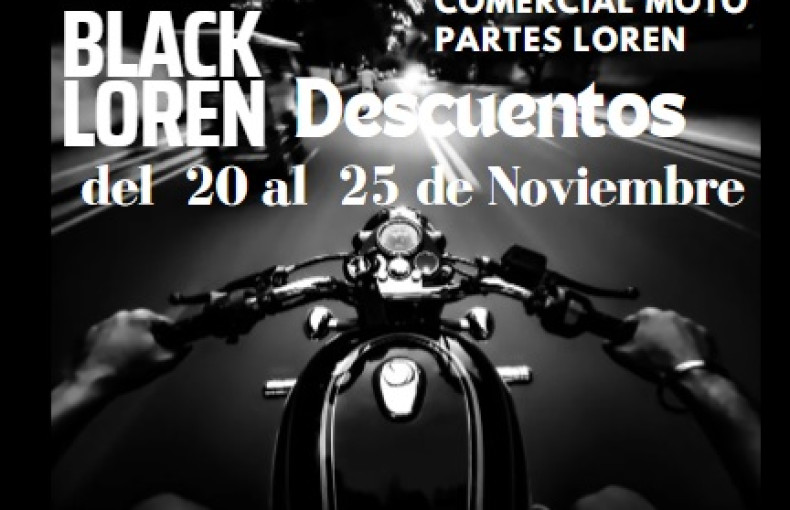 COMERCIAL MOTO
PARTES LOREN
BLACK
LOREN
Descuentos
del 20 al 25 de Noviembre